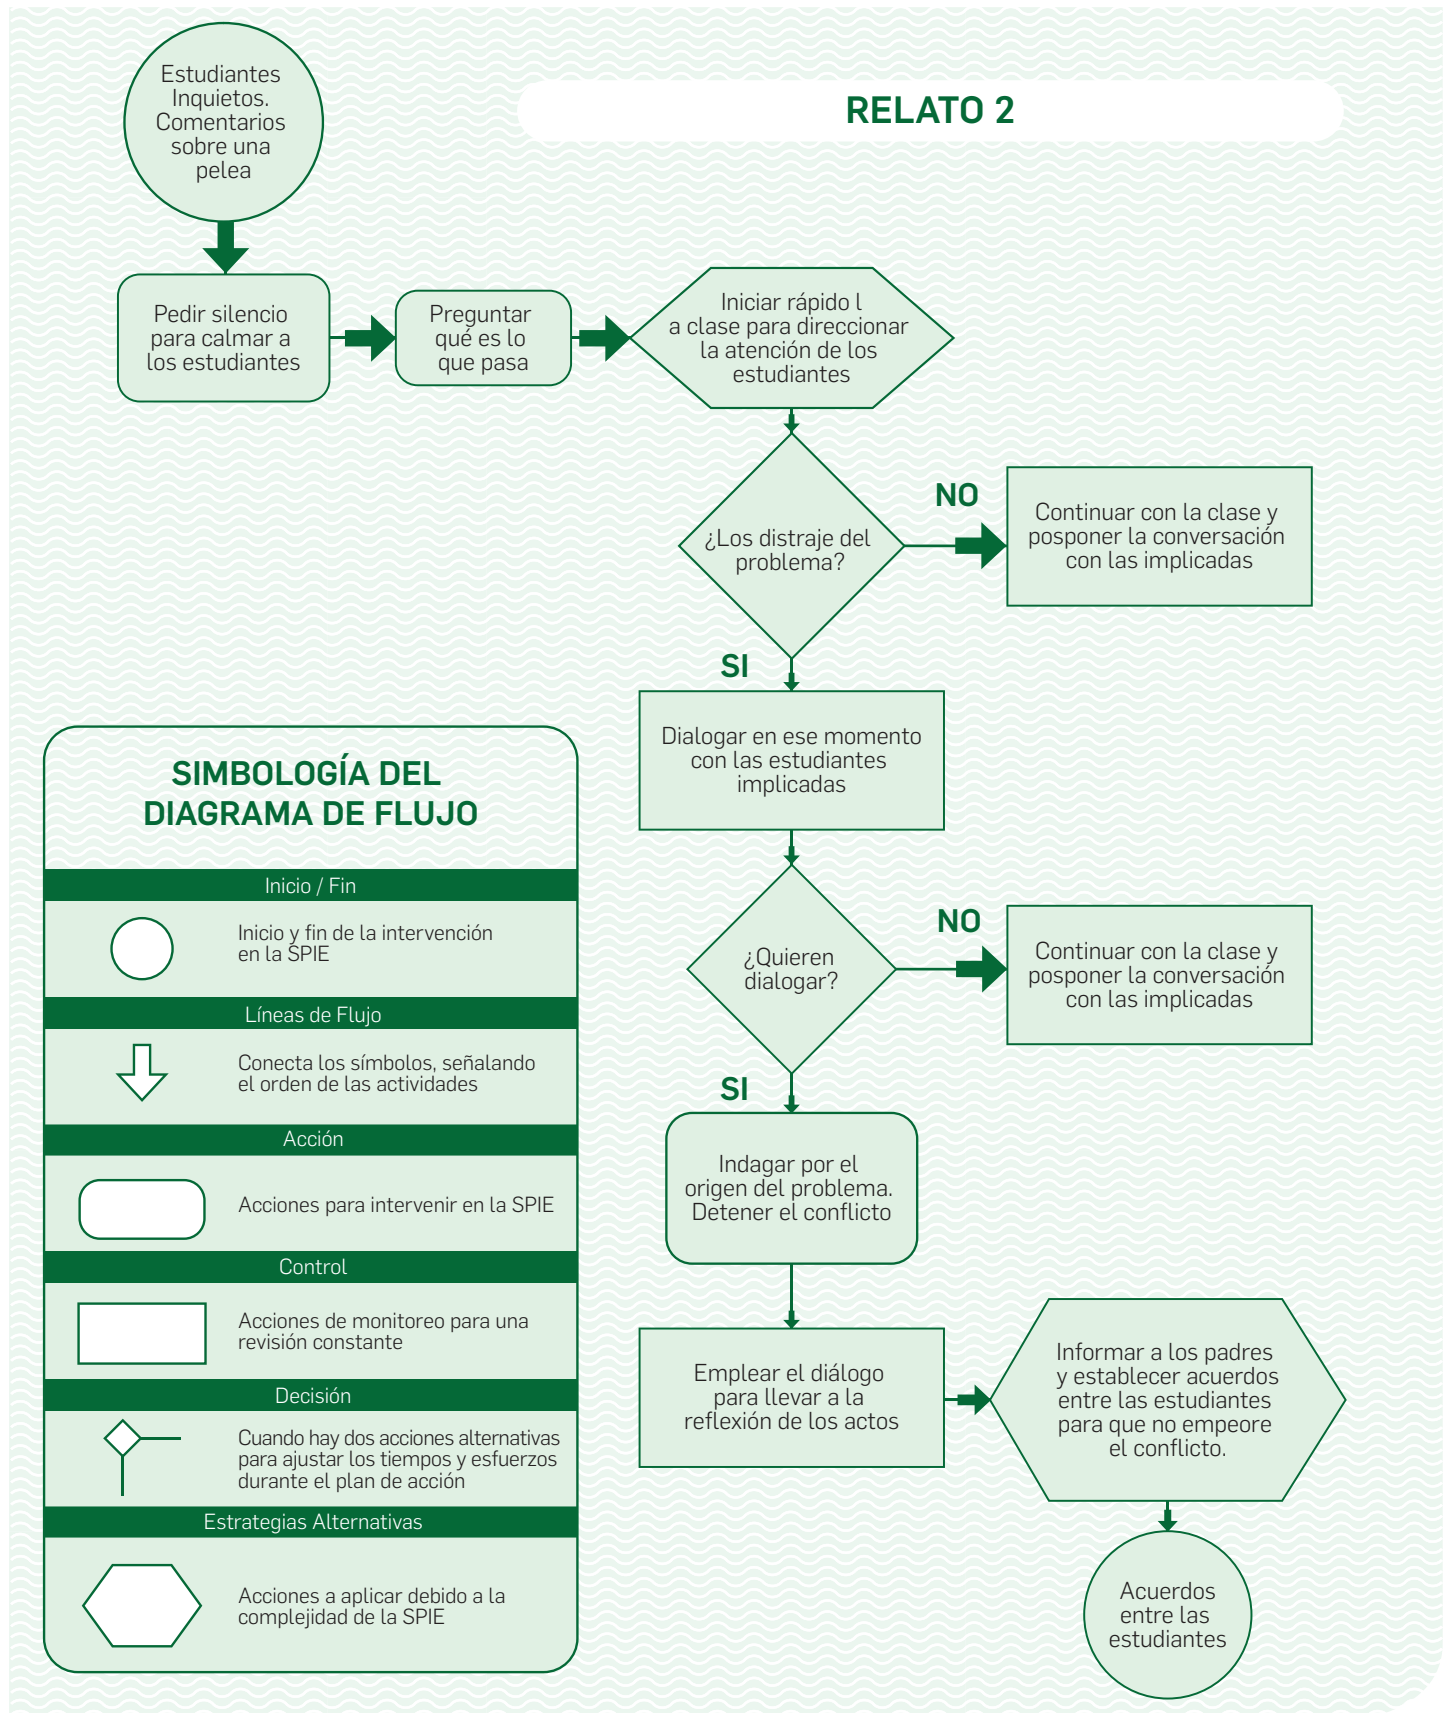 Estudiantes
Inquietos.
Comentarios
sobre una
pelea
RELATO 2
Pedir silencio
para calmar a
los estudiantes
Preguntar
qué es lo
que pasa
Iniciar rápido l
a clase para direccionar
la atención de los
estudiantes
¿Los distraje del
problema?
NO
Continuar con la clase y
posponer la conversación
con las implicadas
SI
Dialogar en ese momento
con las estudiantes
implicadas
¿Quieren
dialogar?
NO
Continuar con la clase y
posponer la conversación
con las implicadas
SI
Indagar por el
origen del problema.
Detener el conflicto
Emplear el diálogo
para llevar a la
reflexión de los actos
Informar a los padres
y establecer acuerdos
entre las estudiantes
para que no empeore
el conflicto.
Acuerdos
entre las
estudiantes
SIMBOLOGÍA DEL
DIAGRAMA DE FLUJO
Inicio / Fin
Inicio y fin de la intervención
en la SPIE
Líneas de Flujo
Conecta los símbolos, señalando
el orden de las actividades
Acción
Acciones para intervenir en la SPIE
Control
Acciones de monitoreo para una
revisión constante
Decisión
Cuando hay dos acciones alternativas
para ajustar los tiempos y esfuerzos
durante el plan de acción
Estrategias Alternativas
Acciones a aplicar debido a la
complejidad de la SPIE